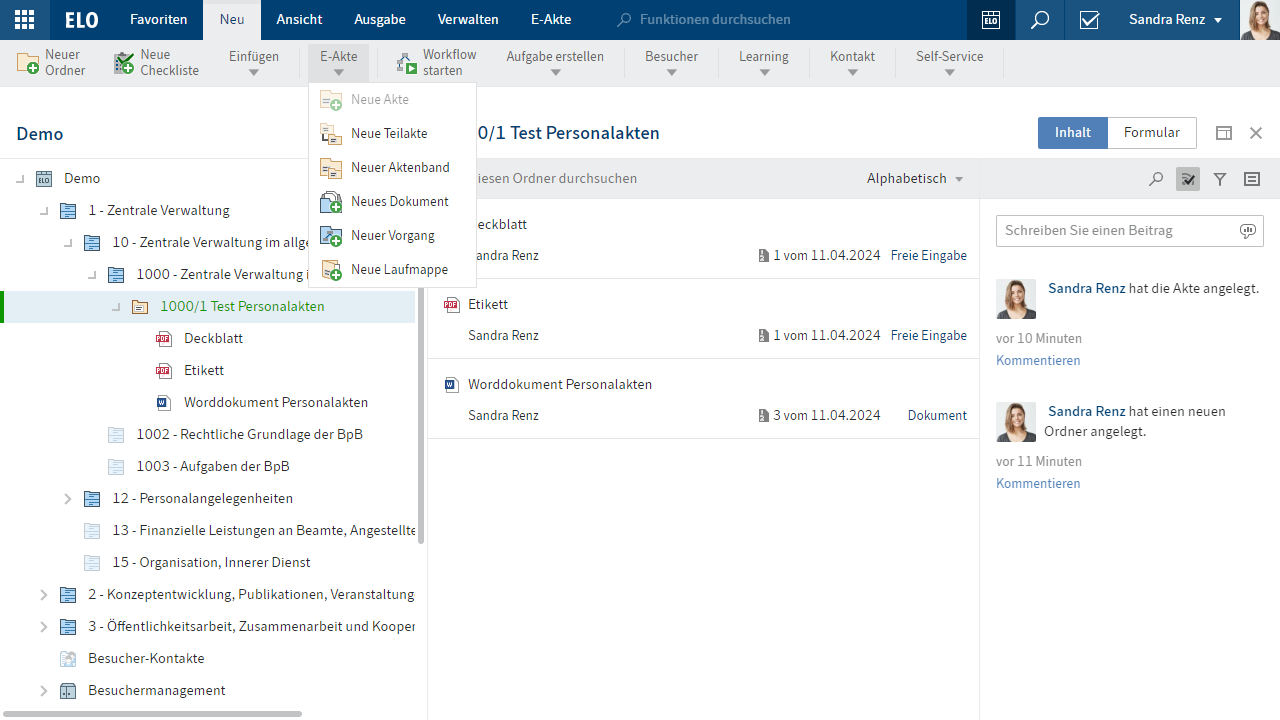 ELO Favoriten Neu Ansicht Ausgabe Verwalten E-Akte Funktionen durchsuchen ELO Sandra Renz
Neuer Ordner
Neue Checkliste
Einfügen
E-Akte
Workflow starten
Aufgabe erstellen
Besucher
Learning
Kontakt
Self-Service
Neue Akte
Neue Teilakte
Neuer Aktenband
Neues Dokument
Neuer Vorgang
Neue Laufmappe
Demo
ELO Demo
1 - Zentrale Verwaltung
10 - Zentrale Verwaltung im allge
1000 - Zentrale Verwaltung i
1000/1 Test Personalakten
PDF Deckblatt
PDF Etikett
W Worddokument Personalakten
1002 - Rechtliche Grundlage der BpB
1003 - Aufgaben der BpB
12 - Personalangelegenheiten
13 - Finanzielle Leistungen an Beamte, Angestellte
15 - Organisation, Innerer Dienst
2 - Konzeptentwicklung, Publikationen, Veranstaltung
3 - Öffentlichkeitsarbeit, Zusammenarbeit und Kooper
Besucher-Kontakte
Besuchermanagement
0/1 Test Personalakten
Inhalt Formular
iesen Ordner durchsuchen Alphabetisch
eckblatt
andra Renz 1 vom 11.04.2024 Freie Eingabe
PDF Etikett
Sandra Renz 1 vom 11.04.2024 Freie Eingabe
W Worddokument Personalakten
Sandra Renz 3 vom 11.04.2024 Dokument
Schreiben Sie einen Beitrag
Sandra Renz hat die Akte angelegt.
vor 10 Minuten
Kommentieren
Sandra Renz hat einen neuen
Ordner angelegt.
vor 11 Minuten
Kommentieren